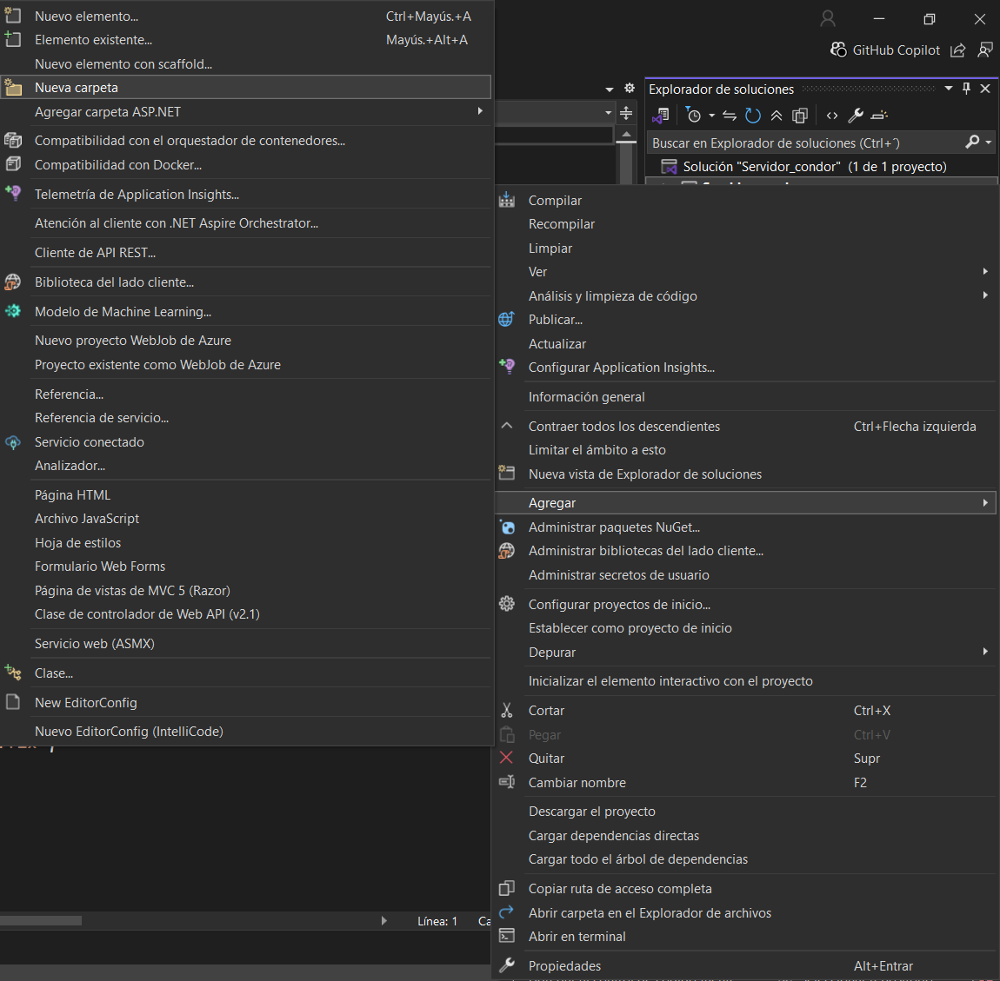 Nuevo elemento... Ctrl+Mayús.+A
Elemento existente... Mayús.+Alt+A
Nuevo elemento con scaffold...
Nueva carpeta
Agregar carpeta ASP.NET
Compatibilidad con el orquestador de contenedores...
Compatibilidad con Docker...
Telemetría de Application Insights...
Atención al cliente con .NET Aspire Orchestrator...
Cliente de API REST...
Biblioteca del lado cliente...
Modelo de Machine Learning...
Nuevo proyecto WebJob de Azure
Proyecto existente como WebJob de Azure
Referencia...
Referencia de servicio...
Servicio conectado
Analizador...
Página HTML
Archivo JavaScript
Hoja de estilos
Formulario Web Forms
Página de vistas de MVC 5 (Razor)
Clase de controlador de Web API (v2.1)
Servicio web (ASMX)
Clase...
New EditorConfig
Nuevo EditorConfig (IntelliCode)
Línea: 1 Ca
GitHub Copilot
Explorador de soluciones
Buscar en Explorador de soluciones (Ctrl+´)
Solución "Servidor_condor" (1 de 1 proyecto)
Compilar
Recompilar
Limpiar
Ver
Análisis y limpieza de código
Publicar...
Actualizar
Configurar Application Insights...
Información general
Contraer todos los descendientes Ctrl+Flecha izquierda
Limitar el ámbito a esto
Nueva vista de Explorador de soluciones
Agregar
Administrar paquetes NuGet...
Administrar bibliotecas del lado cliente...
Administrar secretos de usuario
Configurar proyectos de inicio...
Establecer como proyecto de inicio
Depurar
Inicializar el elemento interactivo con el proyecto
Cortar Ctrl+X
Pegar Ctrl+V
Quitar Supr
Cambiar nombre F2
Descargar el proyecto
Cargar dependencias directas
Cargar todo el árbol de dependencias
Copiar ruta de acceso completa
Abrir carpeta en el Explorador de archivos
Abrir en terminal
Propiedades Alt+Entrar